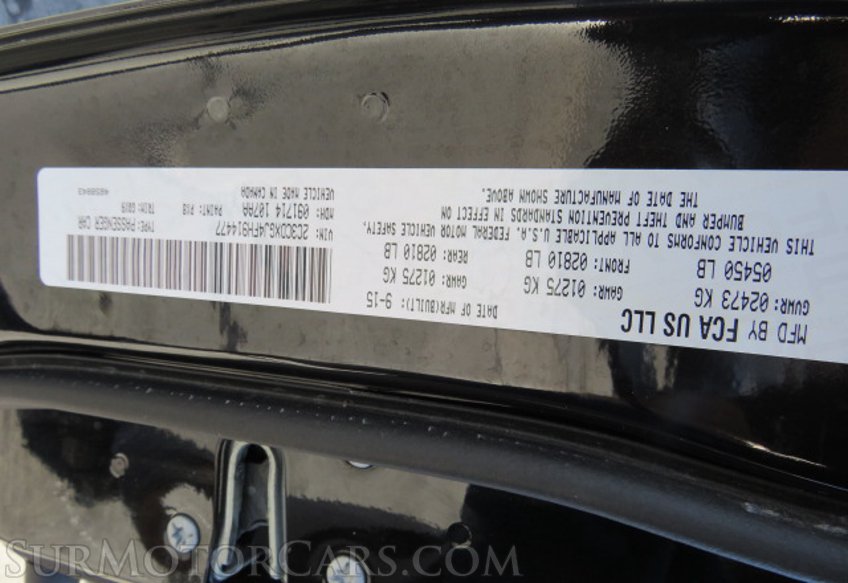 MFD BY FCA US LLC
DATE OF MFR(BUILT): 9-15
GVWR: 02473 KG
GAWR: 01275 KG
GAWR: 01275 KG
05450 LB
FRONT: 02810 LB
REAR: 02810 LB
THIS VEHICLE CONFORMS TO ALL APPLICABLE U.S.A. FEDERAL MOTOR VEHICLE SAFETY,
BUMPER AND THEFT PREVENTION STANDARDS IN EFFECT ON
THE DATE OF MANUFACTURE SHOWN ABOVE.
VIN: 2C3CDXGJ4FH914477
TYPE: PASSENGER CAR
MDH: 091714 107AA
PAINT: PX8
TRIM:
VEHICLE MADE IN CANADA
SurMotorCars.com